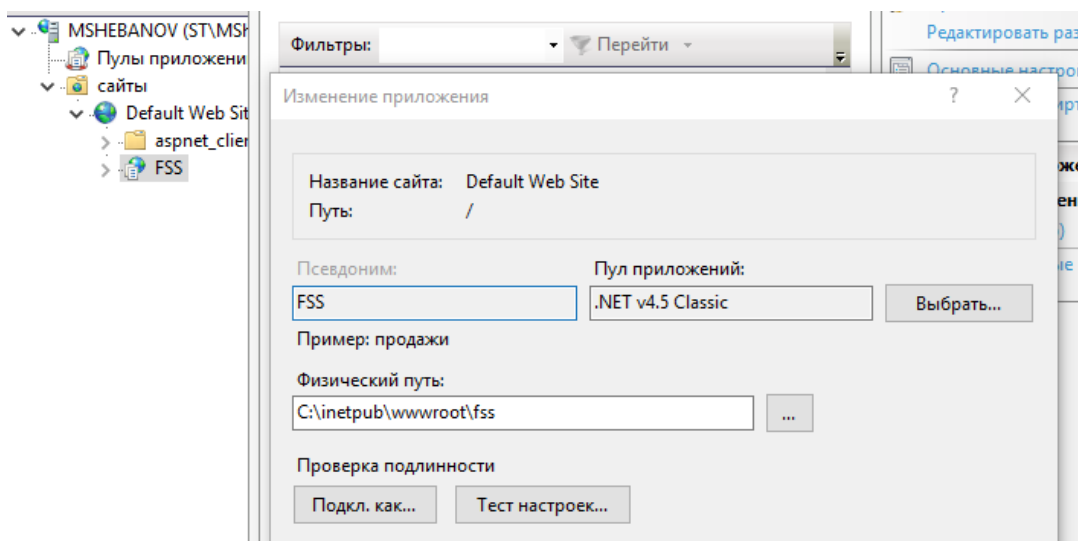 MSHEBANOV (ST\MS
Пулы приложени
сайты
Default Web Sit
aspnet_clier
FSS
Фильтры:
Перейти
Редактировать раз
Основные настро
Изменение приложения
?
Название сайта: Default Web Site
Путь: /
Псевдоним:
Пул приложений:
FSS
.NET v4.5 Classic
Выбрать...
Пример: продажи
Физический путь:
C:\inetpub\wwwroot\fss
...
Проверка подлинности
Подкл. как...
Тест настроек...